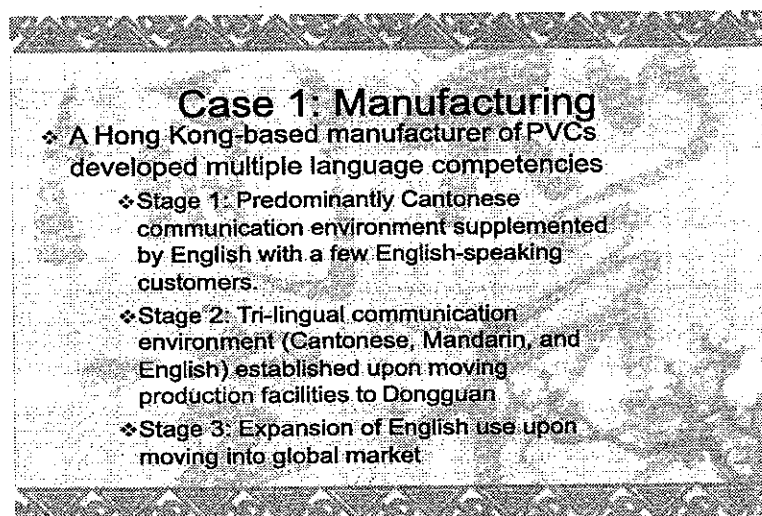 Case 1: Manufacturing
❖ A Hong Kong-based manufacturer of PVCs
developed multiple language competencies
❖Stage 1: Predominantly Cantonese
communication environment supplemented
by English with a few English-speaking
customers.
❖Stage 2: Tri-lingual communication
environment (Cantonese, Mandarin, and
English) established upon moving
production facilities to Dongguan
❖Stage 3: Expansion of English use upon
moving into global market